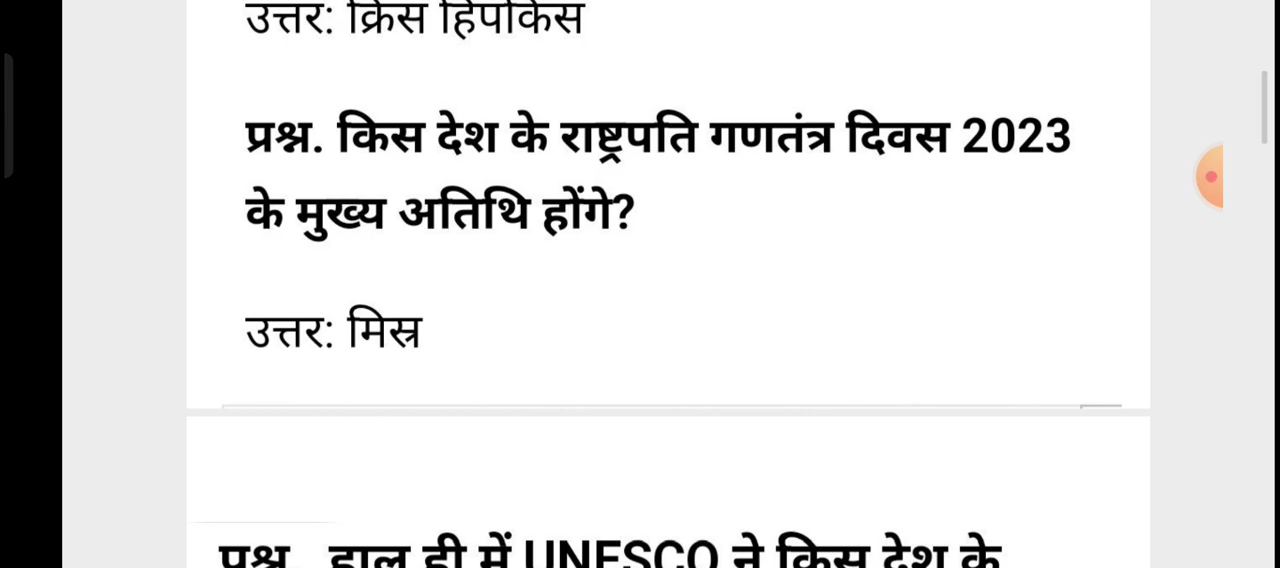 उत्तर: क्रिस हिपकिंस
प्रश्न. किस देश के राष्ट्रपति गणतंत्र दिवस 2023
के मुख्य अतिथि होंगे?
उत्तर: मिस्र
प्रश्न. हाल ही में UNESCO ने किस देश के